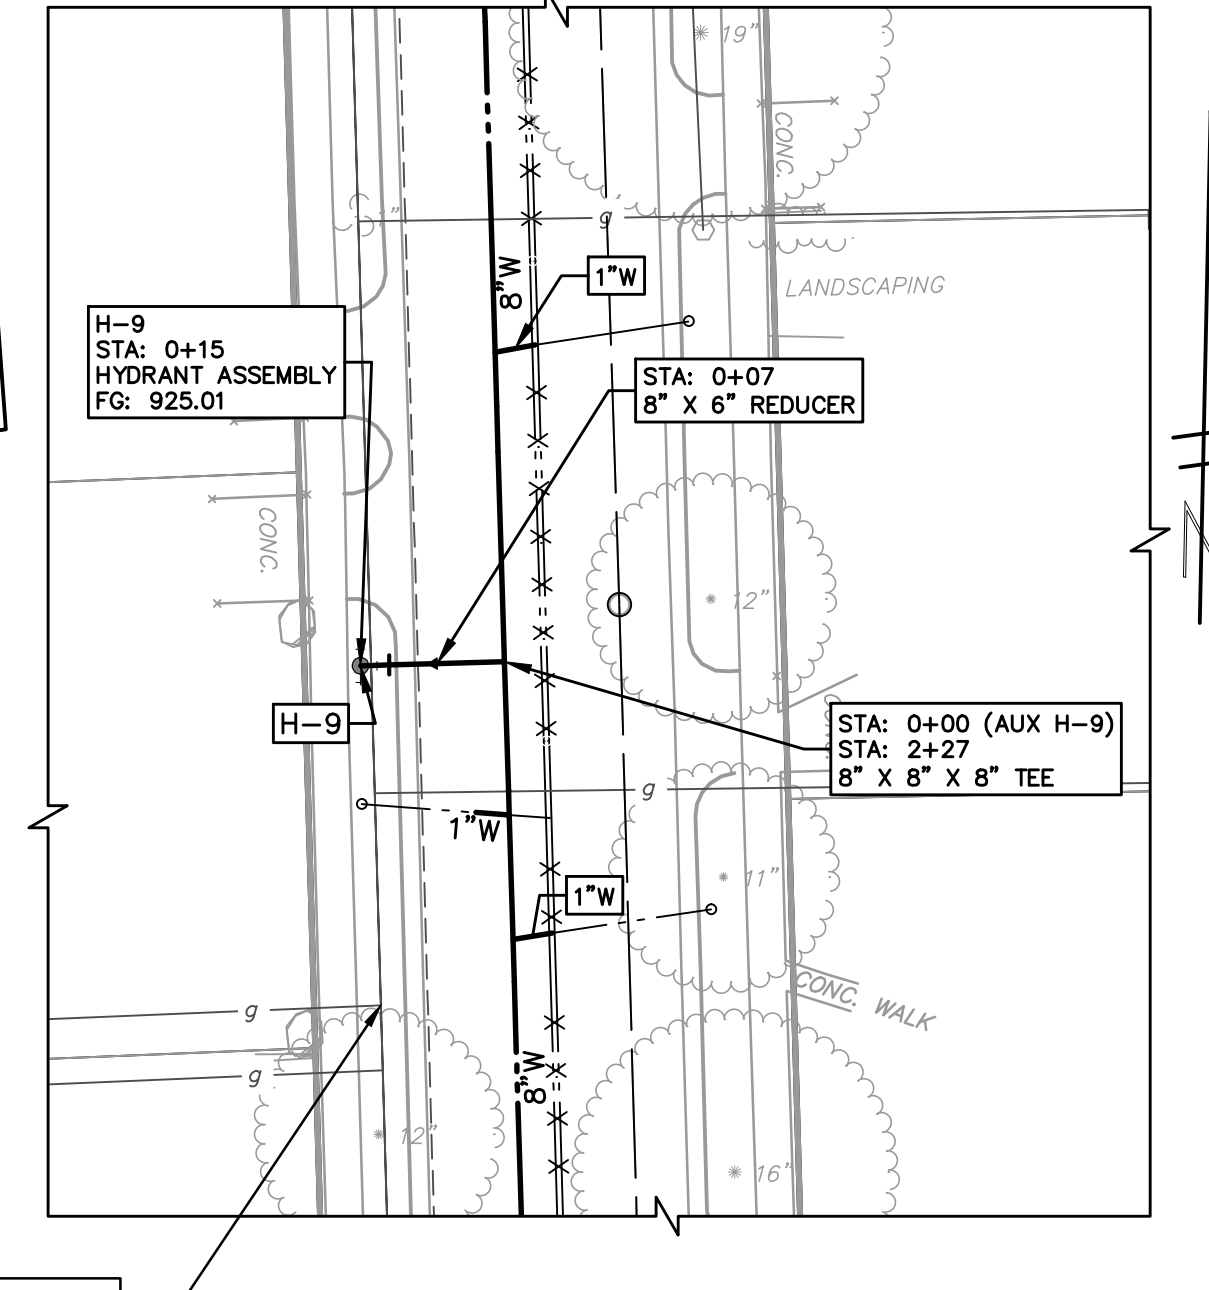 19”
CONC.
g
8”W
1”W
LANDSCAPING
H-9
STA: 0+15
HYDRANT ASSEMBLY
FG: 925.01
STA: 0+07
8” X 6” REDUCER
CONC.
12”
H-9
STA: 0+00 (AUX H-9)
STA: 2+27
8” X 8” X 8” TEE
g
1”W
11”
1”W
CONC. WALK
g
8”W
g
12”
16”